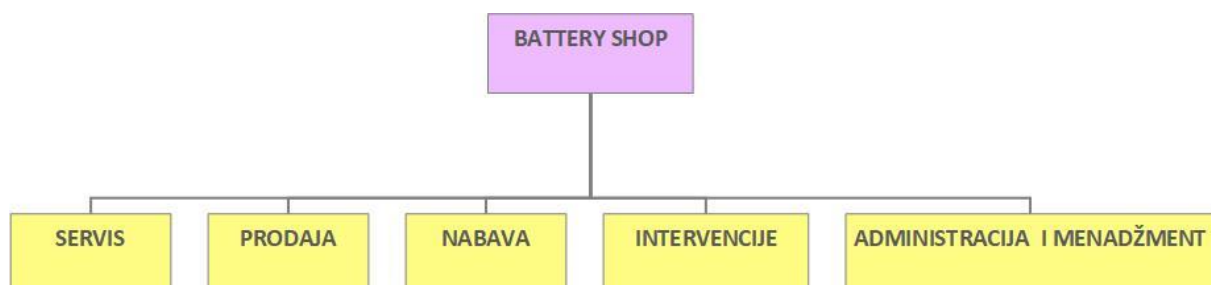 BATTERY SHOP
SERVIS
PRODAJA
NABAVA
INTERVENCIJE
ADMINISTRACIJA I MENADŽMENT